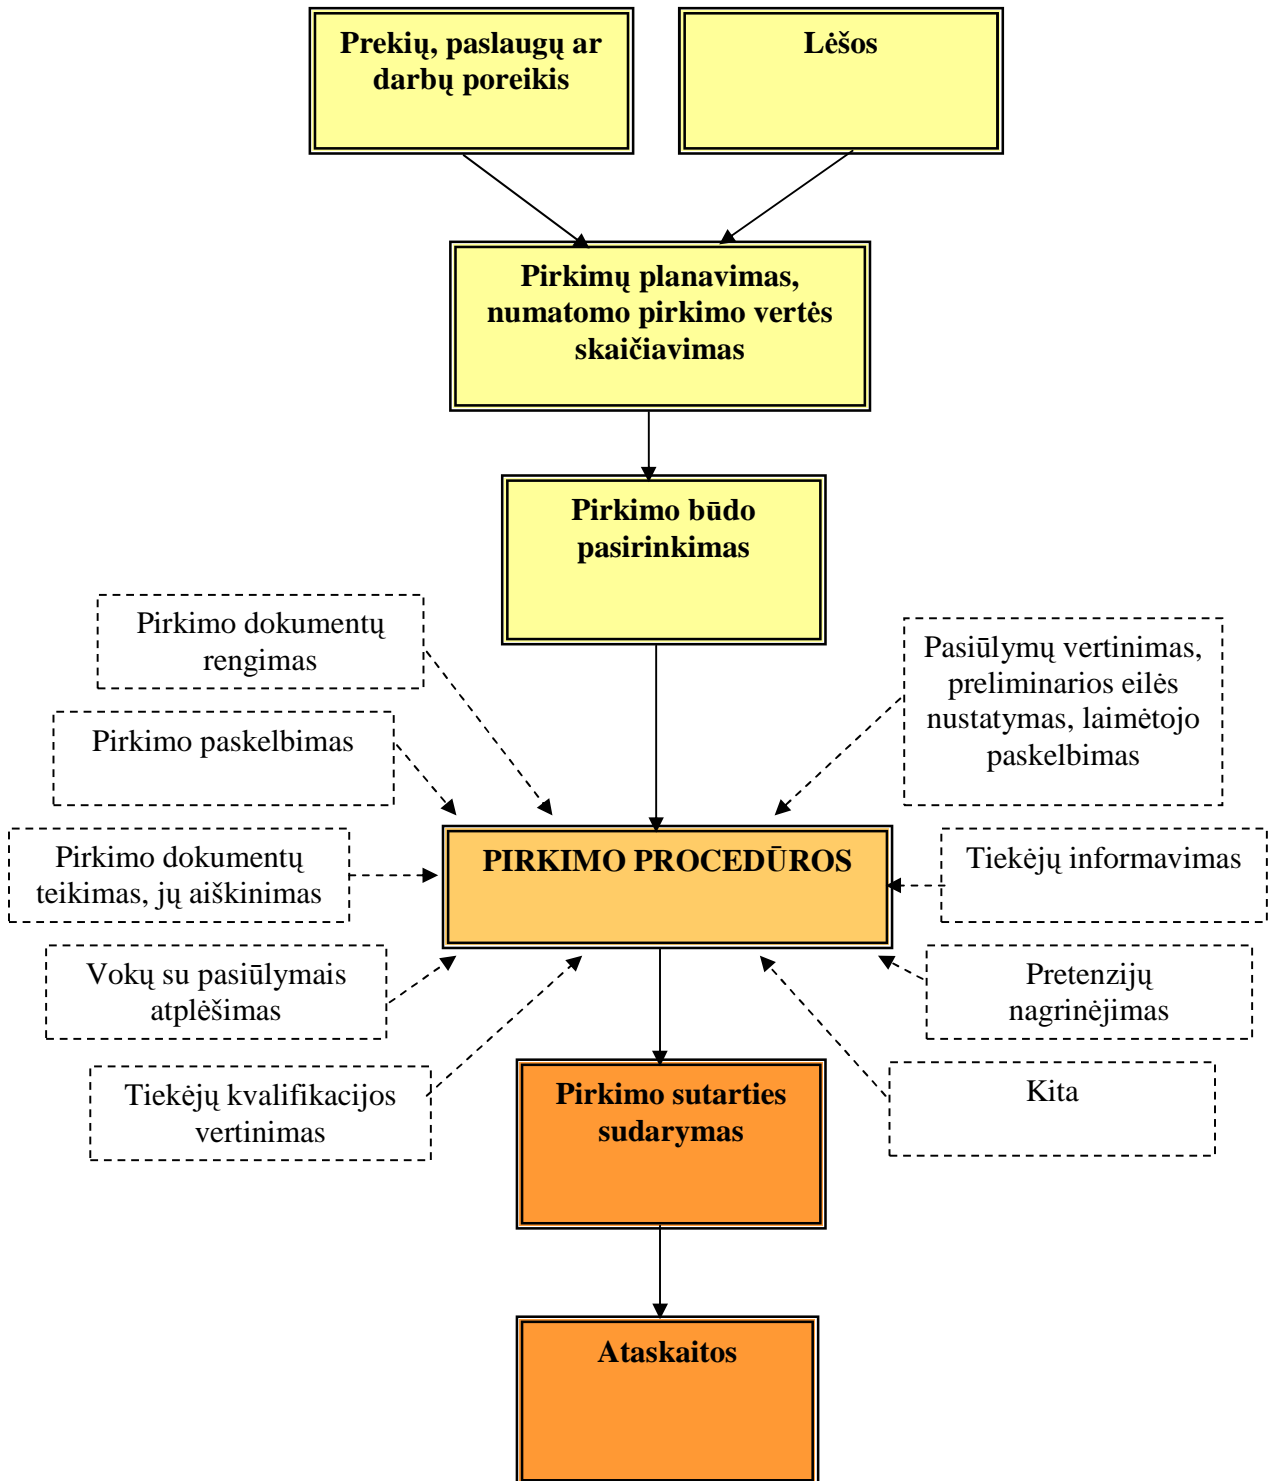 Prekių, paslaugų ar
darbų poreikis
Lėšos
Pirkimų planavimas,
numatomo pirkimo vertės
skaičiavimas
Pirkimo būdo
pasirinkimas
Pirkimo dokumentų
rengimas
Pirkimo paskelbimas
Pirkimo dokumentų
teikimas, jų aiškinimas
Vokų su pasiūlymais
atplėšimas
Tiekėjų kvalifikacijos
vertinimas
Pasiūlymų vertinimas,
preliminarios eilės
nustatymas, laimėtojo
paskelbimas
PIRKIMO PROCEDŪROS
Tiekėjų informavimas
Pretenzijų
nagrinėjimas
Kita
Pirkimo sutarties
sudarymas
Ataskaitos